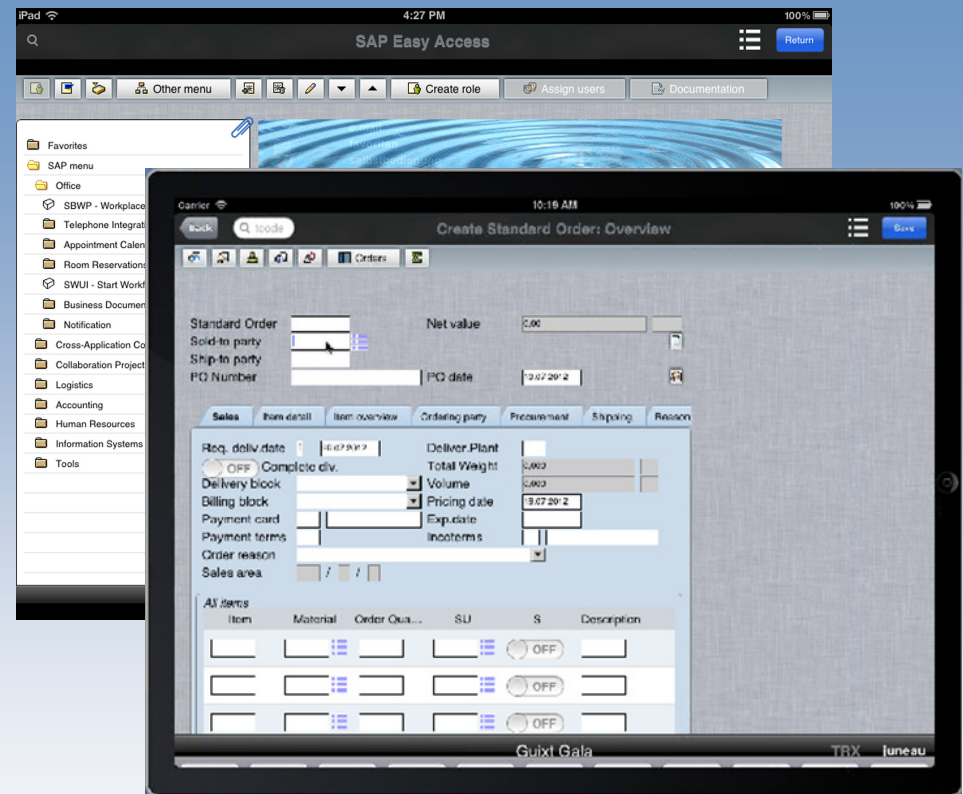 iPad 4:27 PM 100%
SAP Easy Access Return
Other menu Create role Assign users Documentation
Favorites
SAP menu
Office
SBWP - Workplace
Telephone Integrat
Appointment Calen
Room Reservations
SWUI - Start Workf
Business Documen
Notification
Cross-Application Co
Collaboration Project
Logistics
Accounting
Human Resources
Information Systems
Tools
Carrier 10:19 AM 100%
Back tcode Create Standard Order: Overview Save
Orders
Standard Order Net value 0,00
Sold-to party
Ship-to party
PO Number PO date 13.07.2012
Sales Item detail Item overview Ordering party Procurement Shipping Reason
Req. deliv.date Deliver.Plant
OFF Complete dlv. Total Weight 0,000
Delivery block Volume 0,000
Billing block Pricing date 13.07.2012
Payment card Exp.date
Payment terms Incoterms
Order reason
Sales area / /
All items
Item Material Order Qua... SU S Description
OFF
OFF
OFF
Guixt Gala TRX juneau